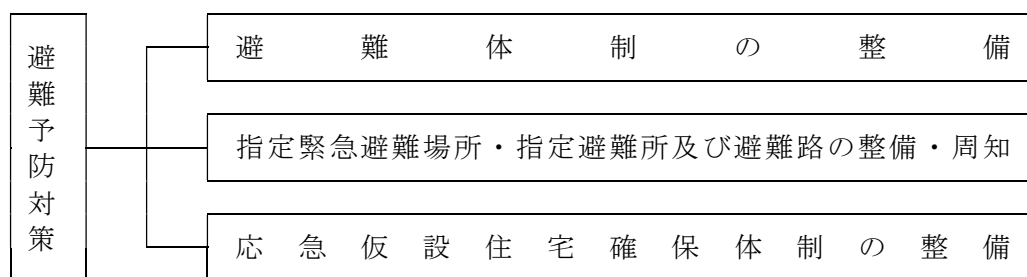 避難予防対策
避難体制の整備
指定緊急避難場所・指定避難所及び避難路の整備・周知
応急仮設住宅確保体制の整備